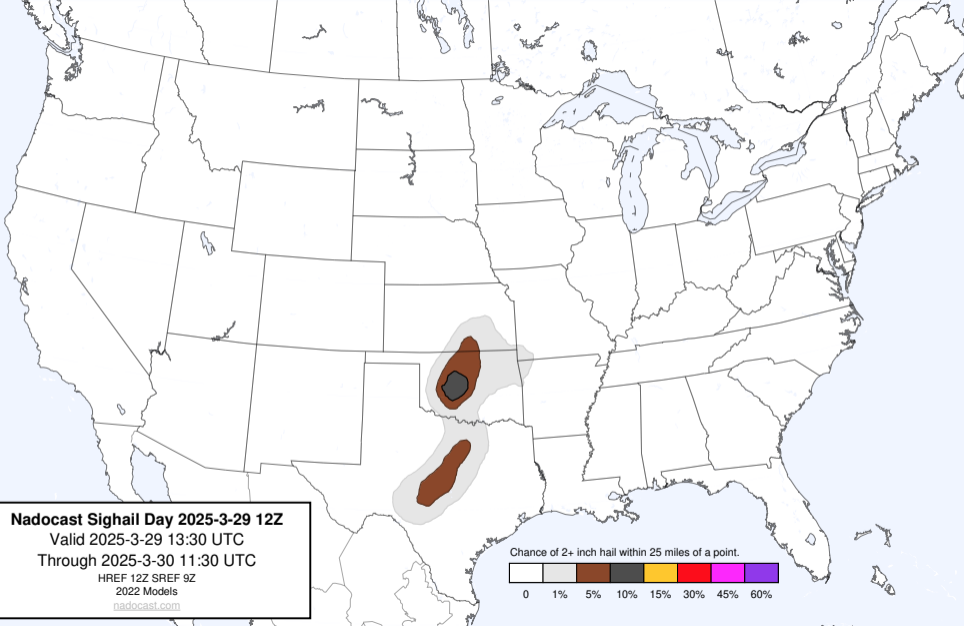 Nadocast Sighail Day 2025-3-29 12Z
Valid 2025-3-29 13:30 UTC
Through 2025-3-30 11:30 UTC
HREF 12Z SREF 9Z
2022 Models
nadocast.com
Chance of 2+ inch hail within 25 miles of a point.
0 1% 5% 10% 15% 30% 45% 60%